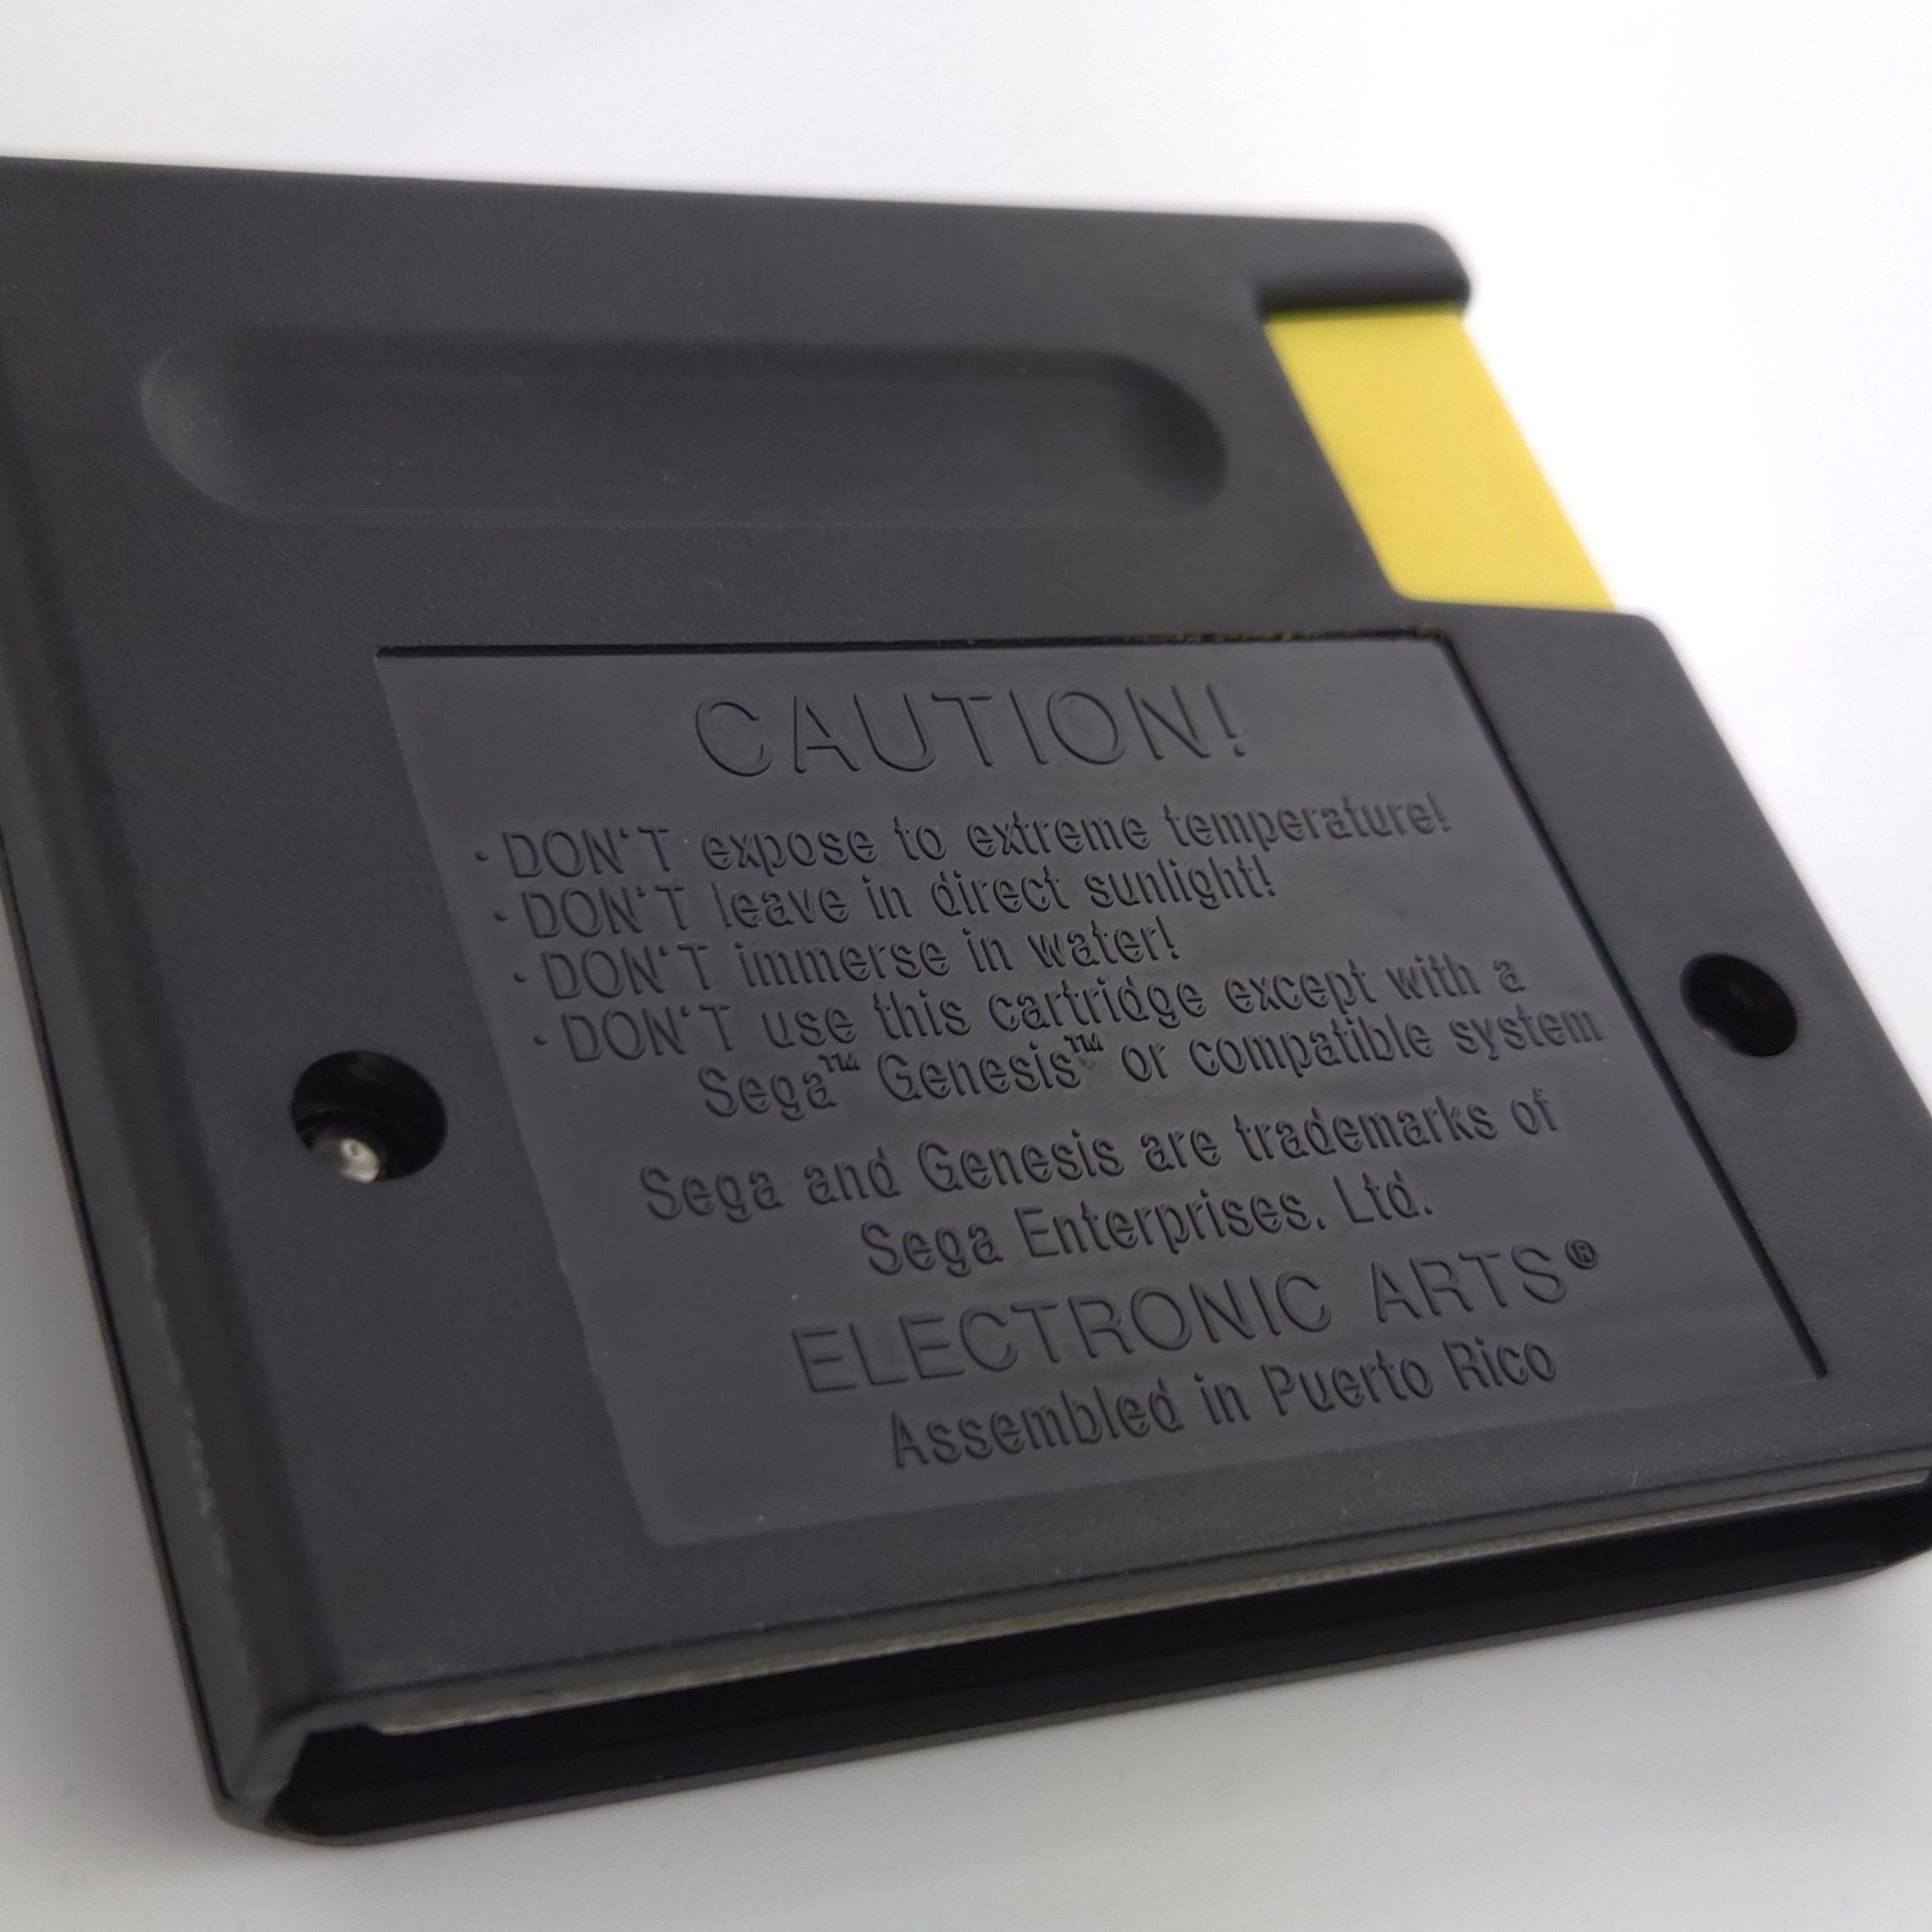 CAUTION!
· DON'T expose to extreme temperature!
· DON'T leave in direct sunlight!
· DON'T immerse in water!
· DON'T use this cartridge except with a
Sega™ Genesis™ or compatible system
Sega and Genesis are trademarks of
Sega Enterprises. Ltd.
ELECTRONIC ARTS®
Assembled in Puerto Rico